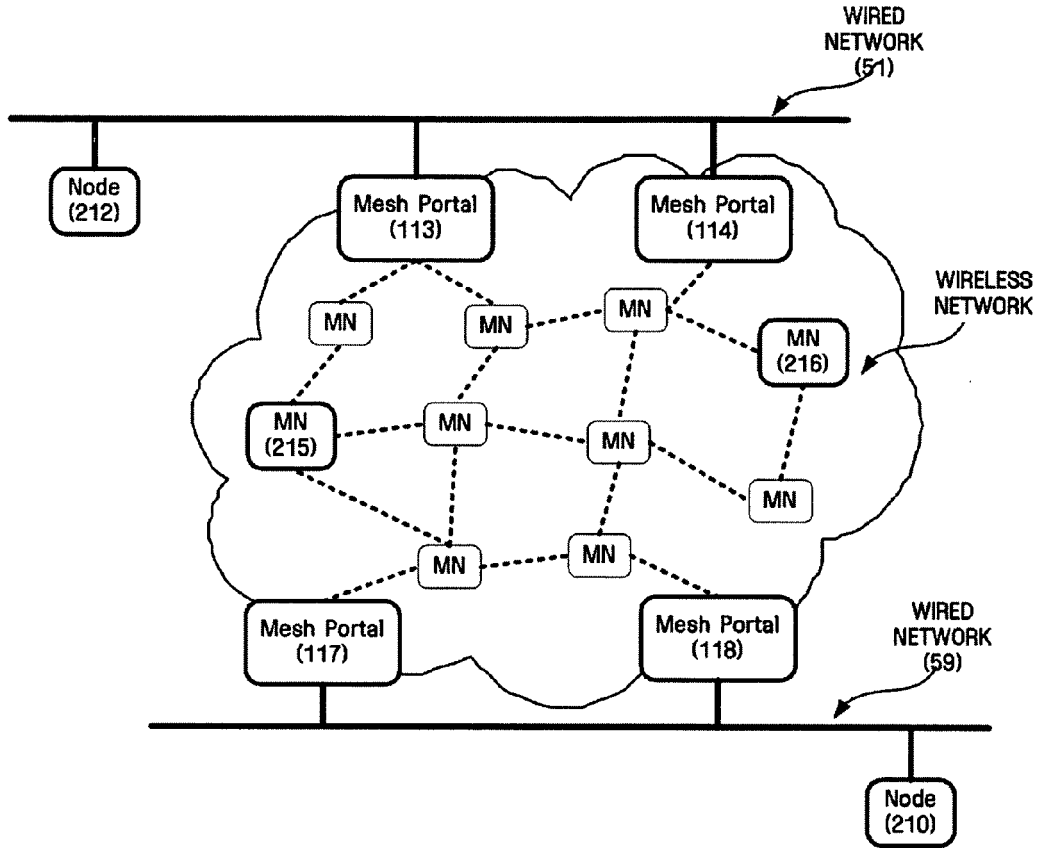 WIRED
NETWORK
(51)
Node
(212)
Mesh Portal
(113)
Mesh Portal
(114)
WIRELESS
NETWORK
MN
MN
MN
MN
(216)
MN
(215)
MN
MN
MN
MN
MN
Mesh Portal
(117)
Mesh Portal
(118)
WIRED
NETWORK
(59)
Node
(210)